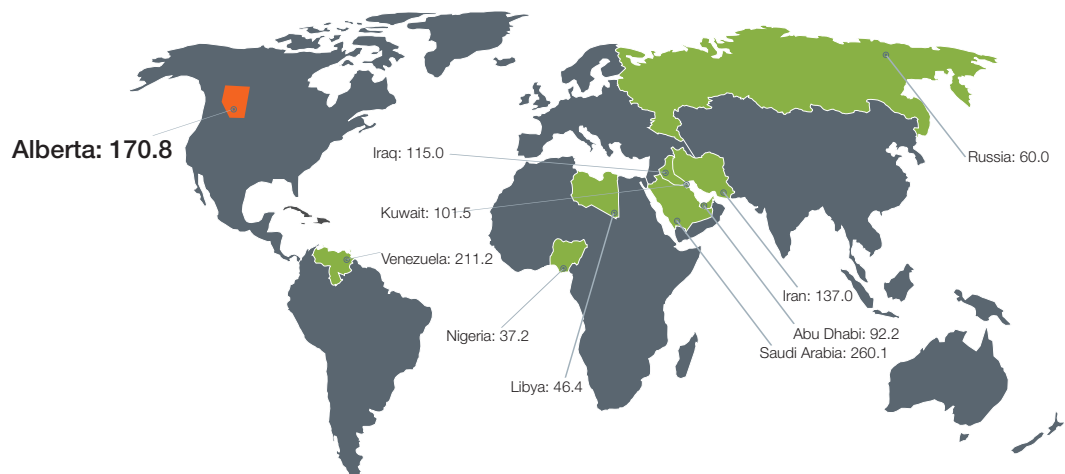 Alberta: 170.8
Iraq: 115.0
Russia: 60.0
Kuwait: 101.5
Venezuela: 211.2
Iran: 137.0
Nigeria: 37.2
Abu Dhabi: 92.2
Saudi Arabia: 260.1
Libya: 46.4